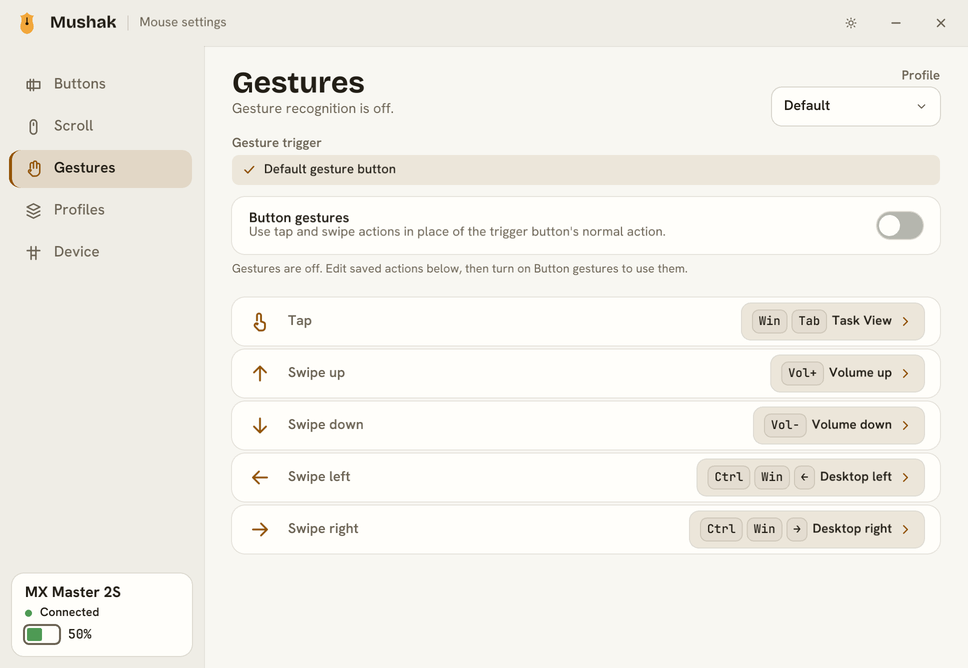 Mushak | Mouse settings
Buttons
Scroll
Gestures
Profiles
Device
MX Master 2S
Connected
50%
Gestures
Gesture recognition is off.
Profile
Default
Gesture trigger
Default gesture button
Button gestures
Use tap and swipe actions in place of the trigger button's normal action.
Gestures are off. Edit saved actions below, then turn on Button gestures to use them.
Tap Win Tab Task View
Swipe up Vol+ Volume up
Swipe down Vol- Volume down
Swipe left Ctrl Win ← Desktop left
Swipe right Ctrl Win → Desktop right